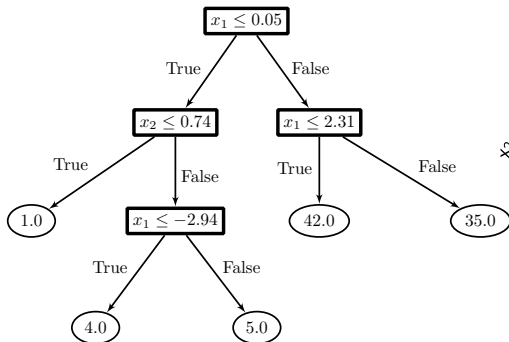 x₁ ≤ 0.05
True
False
x₂ ≤ 0.74
x₁ ≤ 2.31
True
False
True
False
1.0
x₁ ≤ −2.94
42.0
35.0
True
False
4.0
5.0
x₂